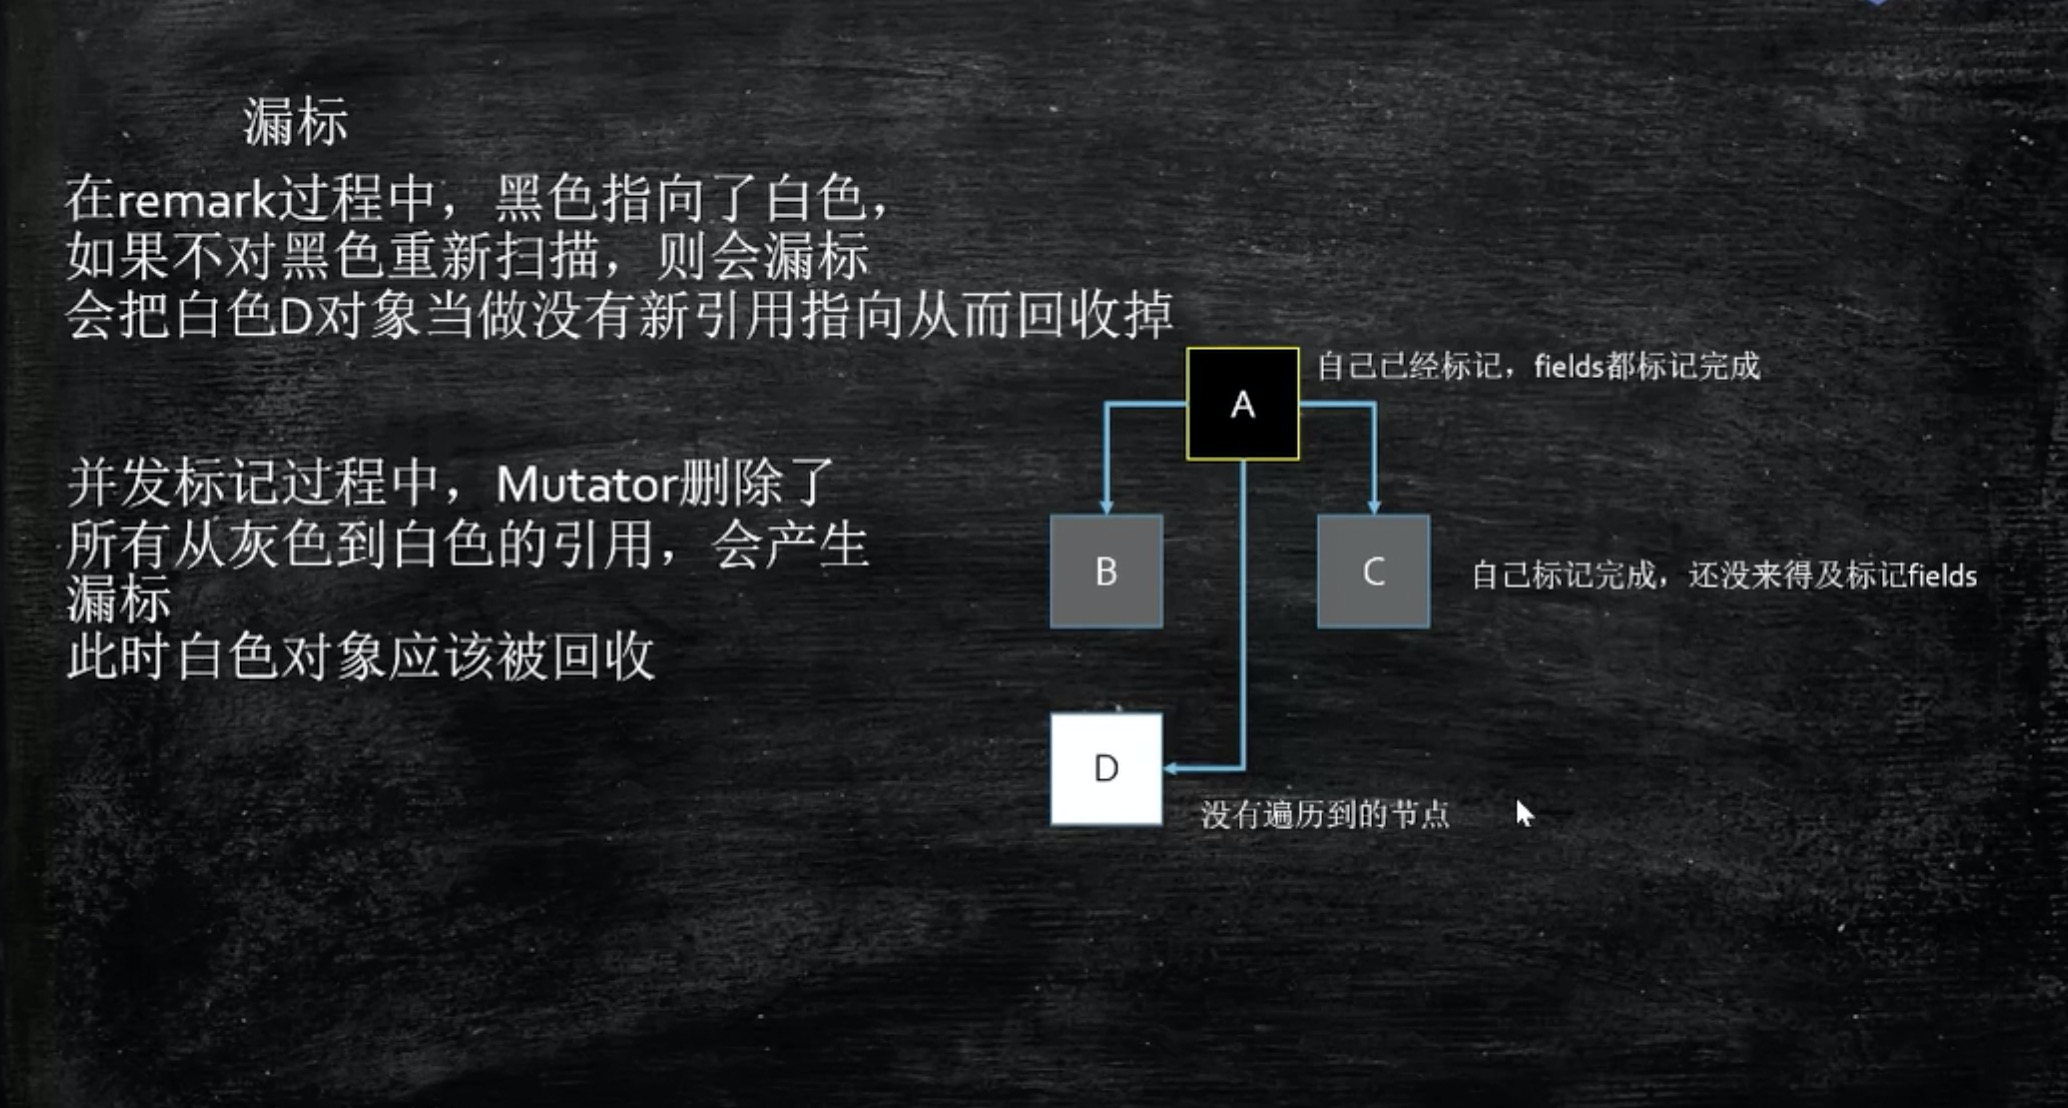 漏标
在remark过程中，黑色指向了白色，
如果不对黑色重新扫描，则会漏标
会把白色D对象当做没有新引用指向从而回收掉
A
自己已经标记，fields都标记完成
并发标记过程中，Mutator删除了
所有从灰色到白色的引用，会产生
漏标
此时白色对象应该被回收
B
C
自己标记完成，还没来得及标记fields
D
没有遍历到的节点